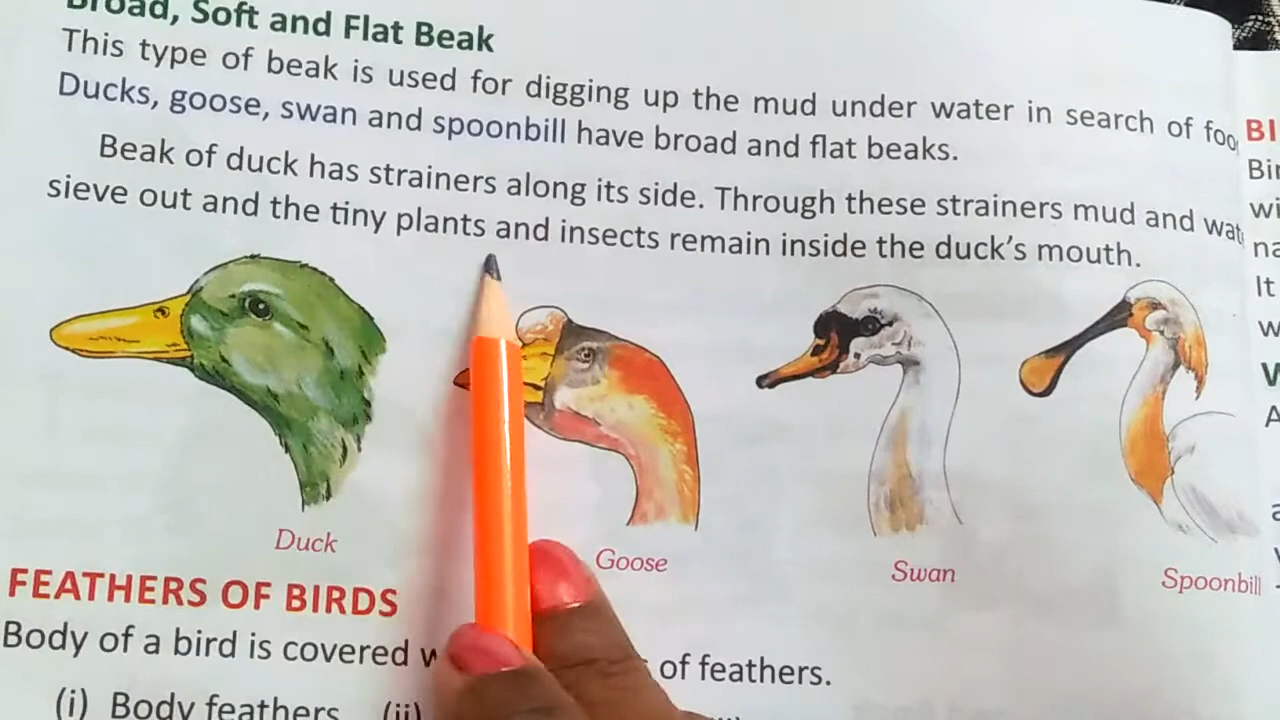 Broad, Soft and Flat Beak
This type of beak is used for digging up the mud under water in search of
Ducks, goose, swan and spoonbill have broad and flat beaks.
Beak of duck has strainers along its side. Through these strainers mud and
sieve out and the tiny plants and insects remain inside the duck's mouth.
Duck
Goose
Swan
Spoonbill
FEATHERS OF BIRDS
Body of a bird is covered of feathers.
(i) Body feathers (ii)
It